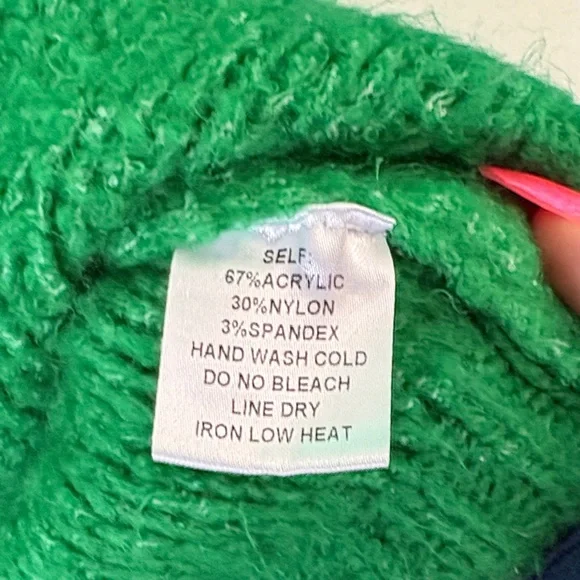 SELF:
67%ACRYLIC
30%NYLON
3%SPANDEX
HAND WASH COLD
DO NO BLEACH
LINE DRY
IRON LOW HEAT